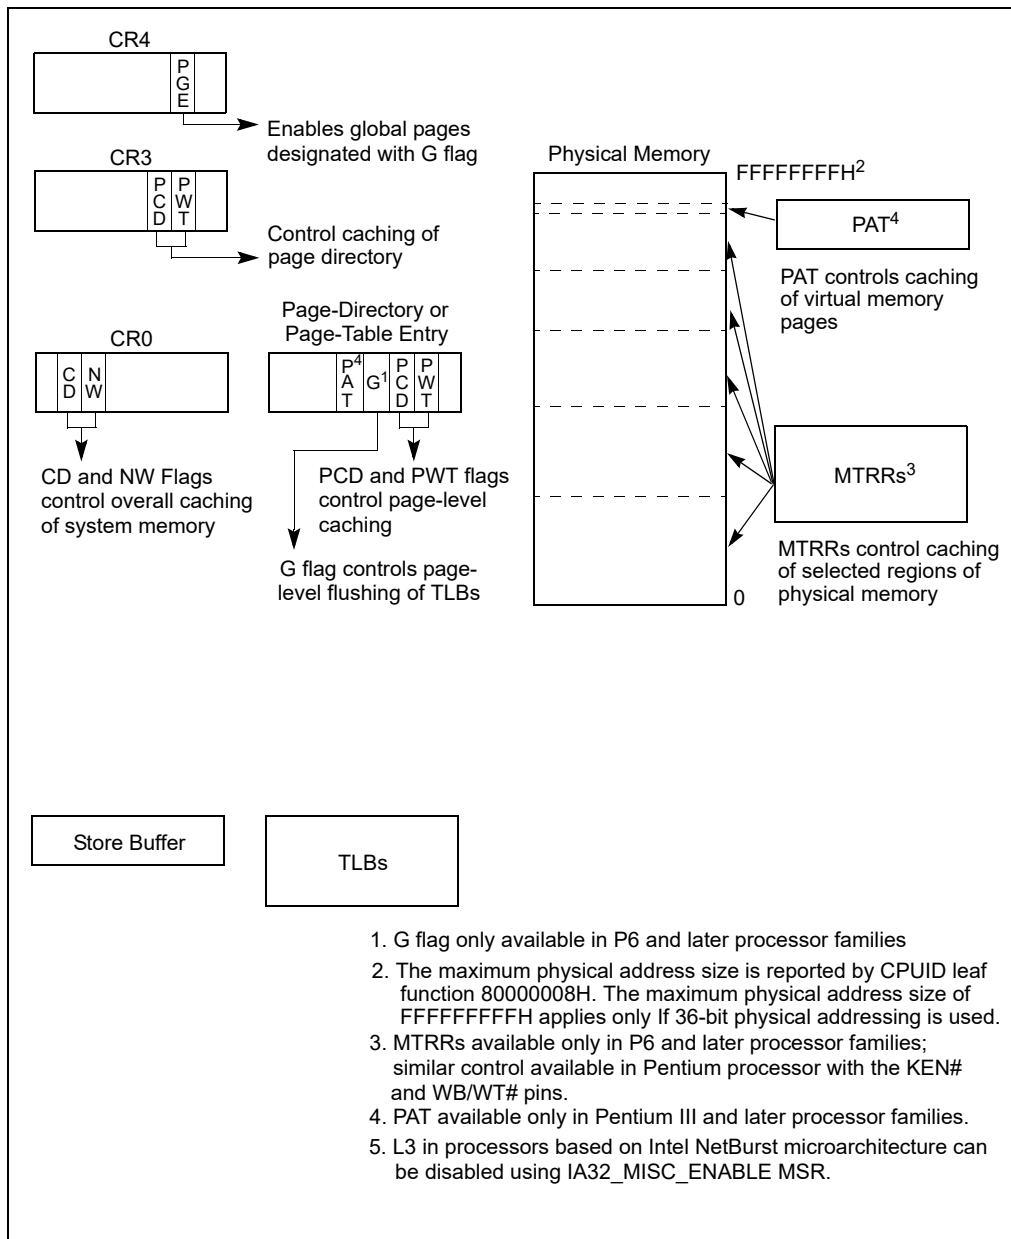 CR4
PGE
Enables global pages
designated with G flag
CR3
PCD PWT
Control caching of
page directory
CR0
CD NW
CD and NW Flags
control overall caching
of system memory
Page-Directory or
Page-Table Entry
PAT4 G1 PCD PWT
PCD and PWT flags
control page-level
caching
G flag controls page-
level flushing of TLBs
Physical Memory
FFFFFFFFH2
PAT4
PAT controls caching
of virtual memory
pages
MTRRs3
MTRRs control caching
of selected regions of
physical memory
0
Store Buffer
TLBs
1. G flag only available in P6 and later processor families
2. The maximum physical address size is reported by CPUID leaf
function 80000008H. The maximum physical address size of
FFFFFFFFFH applies only If 36-bit physical addressing is used.
3. MTRRs available only in P6 and later processor families;
similar control available in Pentium processor with the KEN#
and WB/WT# pins.
4. PAT available only in Pentium III and later processor families.
5. L3 in processors based on Intel NetBurst microarchitecture can
be disabled using IA32_MISC_ENABLE MSR.